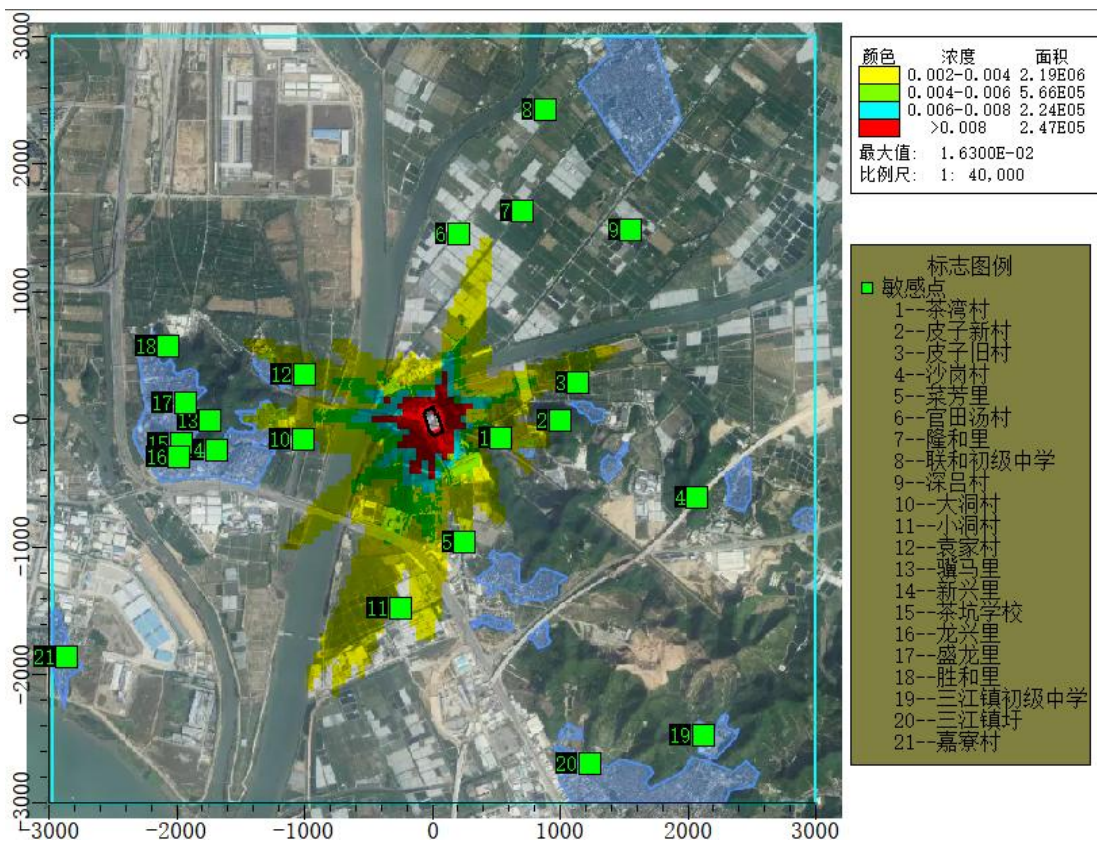 3000
2000
1000
0
-1000
-2000
-3000
-3000
-2000
-1000
0
1000
2000
3000
8
7
6
9
18
12
3
17
13
2
10
1
15
14
16
4
5
11
21
19
20
颜色 浓度 面积
0.002-0.004 2.19E06
0.004-0.006 5.66E05
0.006-0.008 2.24E05
>0.008 2.47E05
最大值: 1.6300E-02
比例尺: 1: 40,000
标志图例
敏感点
1--茶湾村
2--皮子新村
3--皮子旧村
4--沙岗村
5--菜芳里
6--官田汤村
7--隆和里
8--联和初级中学
9--深吕村
10--大洞村
11--小洞村
12--袁家村
13--骥马里
14--新兴里
15--茶坑学校
16--龙兴里
17--盛龙里
18--胜和里
19--三江镇初级中学
20--三江镇圩
21--嘉寮村